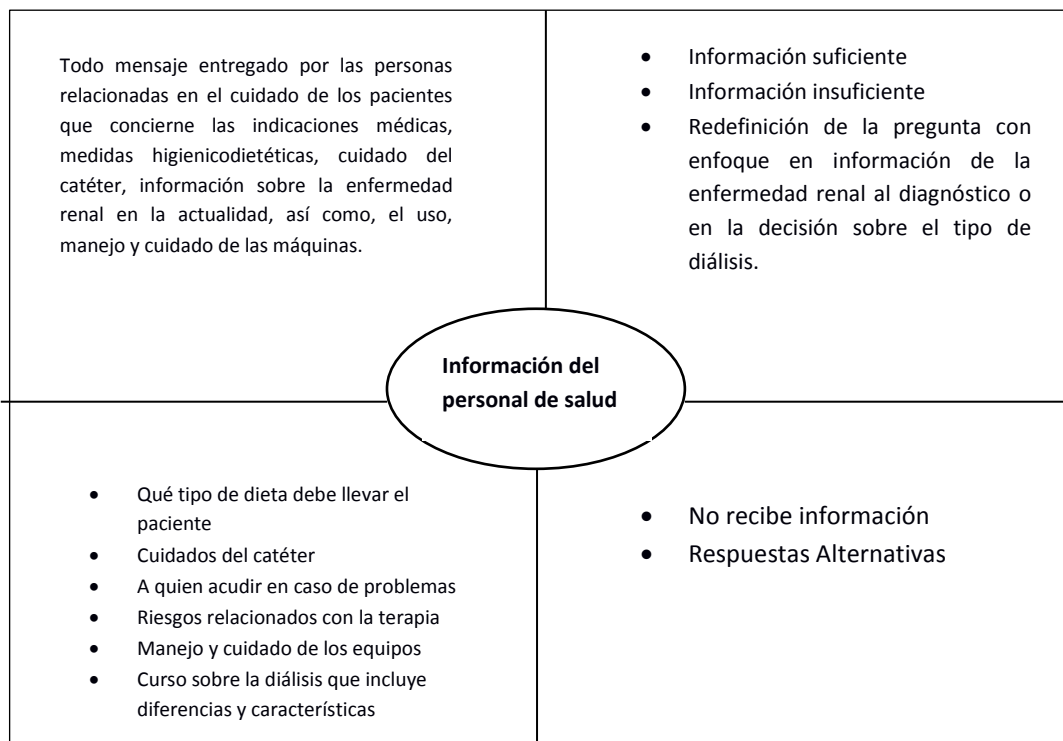 Todo mensaje entregado por las personas
relacionadas en el cuidado de los pacientes
que concierne las indicaciones médicas,
medidas higienicodietéticas, cuidado del
catéter, información sobre la enfermedad
renal en la actualidad, así como, el uso,
manejo y cuidado de las máquinas.
• Información suficiente
• Información insuficiente
• Redefinición de la pregunta con
enfoque en información de la
enfermedad renal al diagnóstico o
en la decisión sobre el tipo de
diálisis.
Información del
personal de salud
• Qué tipo de dieta debe llevar el
paciente
• Cuidados del catéter
• A quien acudir en caso de problemas
• Riesgos relacionados con la terapia
• Manejo y cuidado de los equipos
• Curso sobre la diálisis que incluye
diferencias y características
• No recibe información
• Respuestas Alternativas